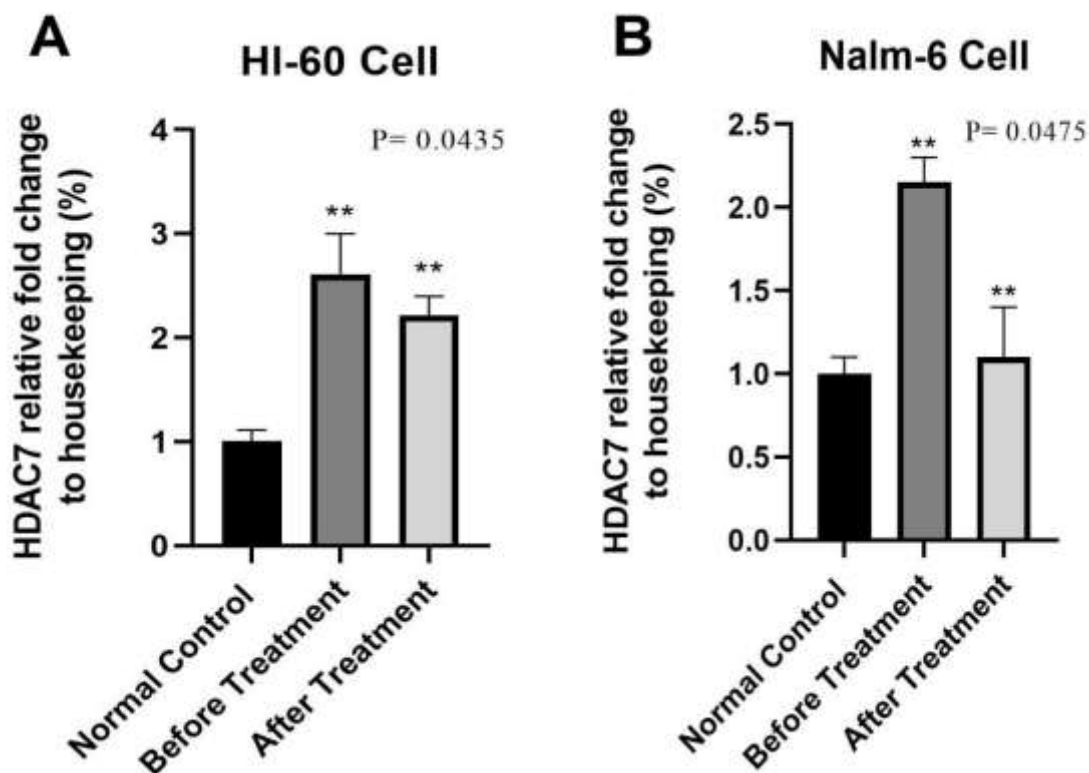 A
HI-60 Cell
HDAC7 relative fold change
to housekeeping (%)
P= 0.0435
4
3
2
1
0
**
**
Normal Control
Before Treatment
After Treatment
B
Nalm-6 Cell
HDAC7 relative fold change
to housekeeping (%)
P= 0.0475
2.5
2.0
1.5
1.0
0.5
0.0
**
**
Normal Control
Before Treatment
After Treatment